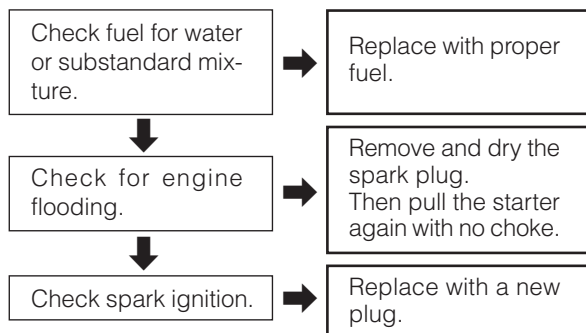 Check fuel for water
or substandard mix-
ture.
Replace with proper
fuel.
Check for engine
flooding.
Remove and dry the
spark plug.
Then pull the starter
again with no choke.
Check spark ignition.
Replace with a new
plug.